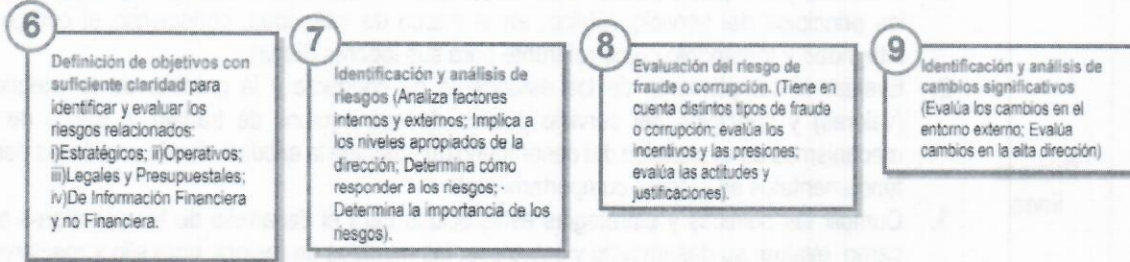 6
Definición de objetivos con
suficiente claridad para
identificar y evaluar los
riesgos relacionados:
i)Estratégicos; ii)Operativos;
iii)Legales y Presupuestales;
iv)De Información Financiera
y no Financiera.
7
Identificación y análisis de
riesgos (Analiza factores
internos y externos; Implica a
los niveles apropiados de la
dirección; Determina cómo
responder a los riesgos; -
Determina la importancia de los
riesgos).
8
Evaluación del riesgo de
fraude o corrupción. (Tiene en
cuenta distintos tipos de fraude
o corrupción; evalúa los
incentivos y las presiones;
evalúa las actitudes y
justificaciones).
9
Identificación y análisis de
cambios significativos
(Evalúa los cambios en el
entorno externo; Evalúa
cambios en la alta dirección)